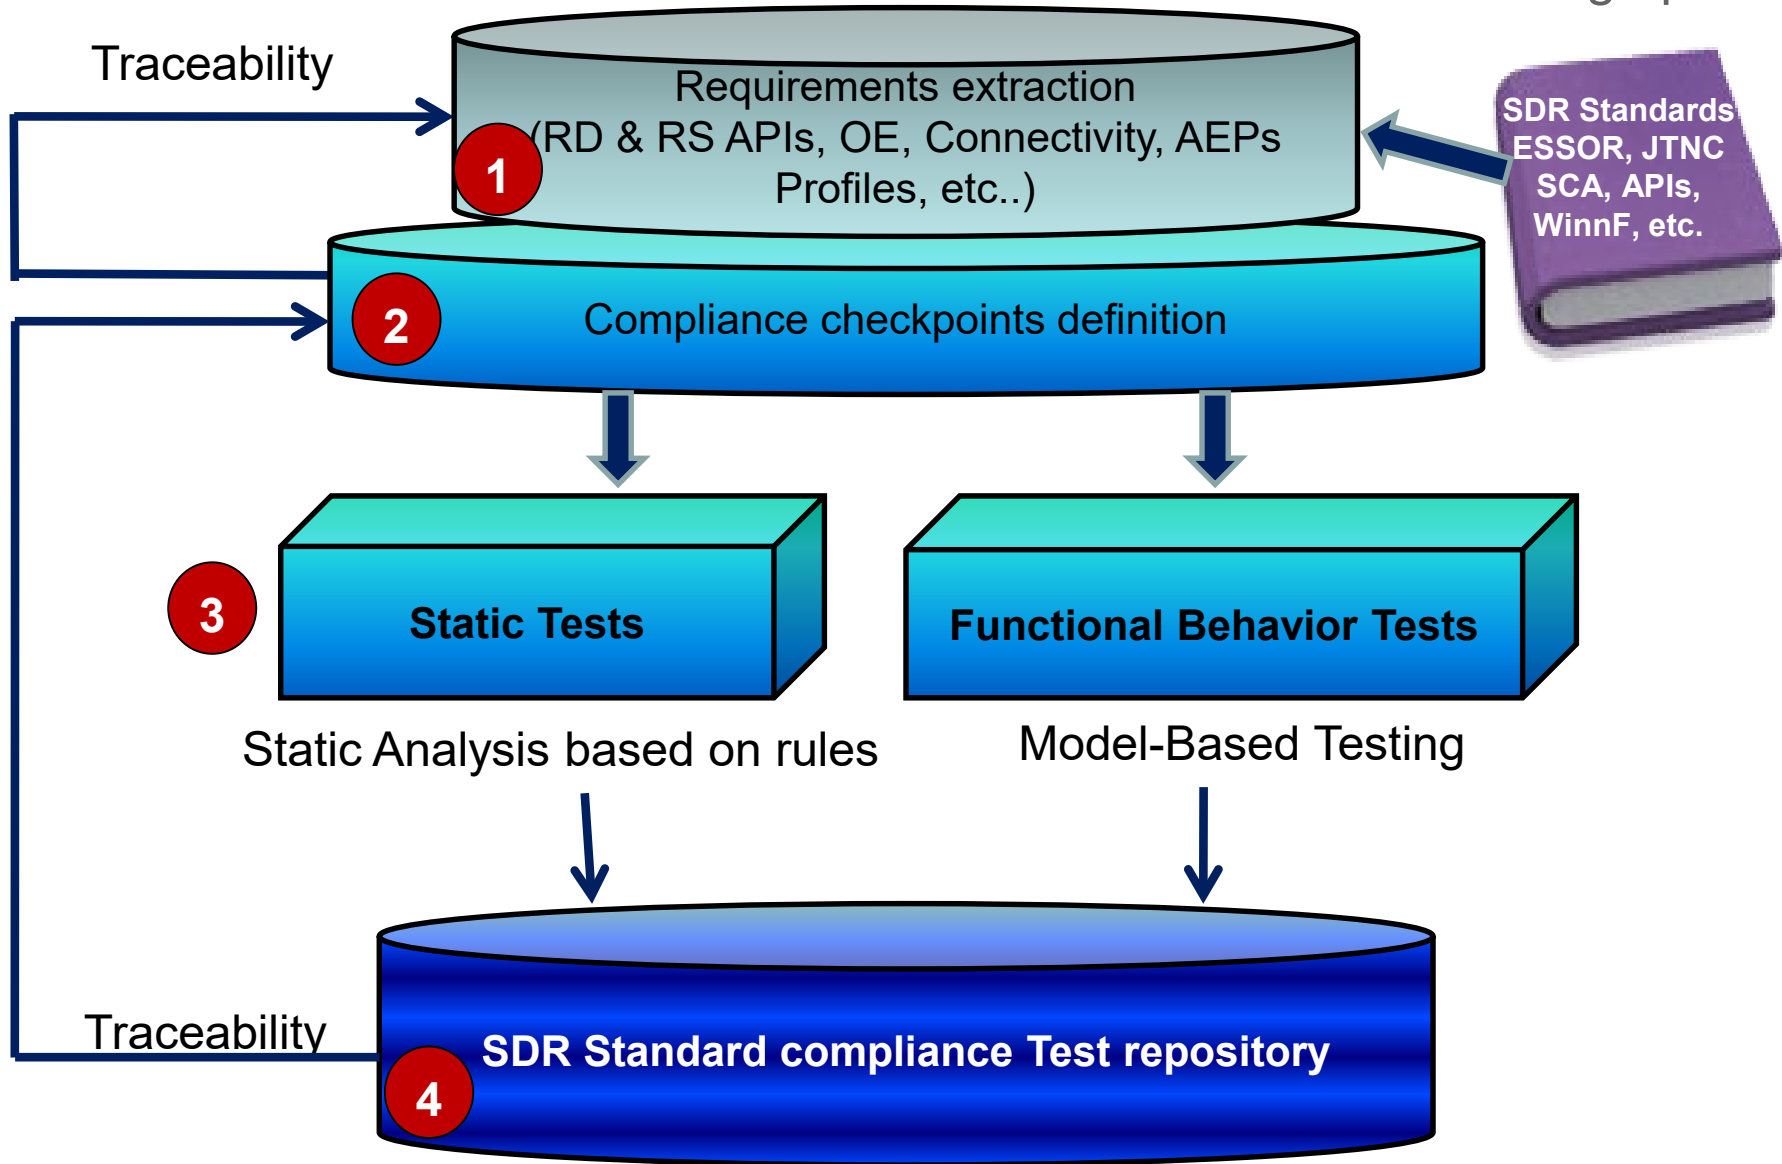 Traceability
Requirements extraction
(RD & RS APIs, OE, Connectivity, AEPs
Profiles, etc..)
1
SDR Standards
ESSOR, JTNC
SCA, APIs,
WinnF, etc.
2
Compliance checkpoints definition
3
Static Tests
Functional Behavior Tests
Static Analysis based on rules
Model-Based Testing
Traceability
SDR Standard compliance Test repository
4